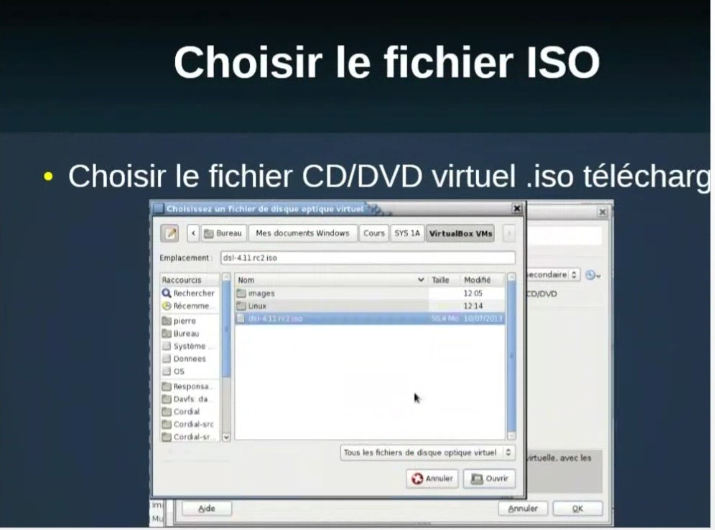 Choisir le fichier ISO
• Choisir le fichier CD/DVD virtuel .iso télécharg
Choisissez un fichier de disque optique virtuel
Bureau Mes documents Windows Cours SYS 1A VirtualBox VMs
Emplacement : dsl-4.11.rc2.iso
Raccourcis Nom Taille Modifié
Rechercher images 12:05
Récemme... Linux 12:14
pierre dsl-4.11.rc2.iso 50,4 Mo 10/07/2013
Bureau
Système ...
Donnees
OS
Responsa...
Davfs da...
Cordial
Cordial-src
Cordial-sr...
econdaire
CD/DVD
Tous les fichiers de disque optique virtuel
irtuelle, avec les
Annuler Ouvrir
Aide Annuler OK
Mu